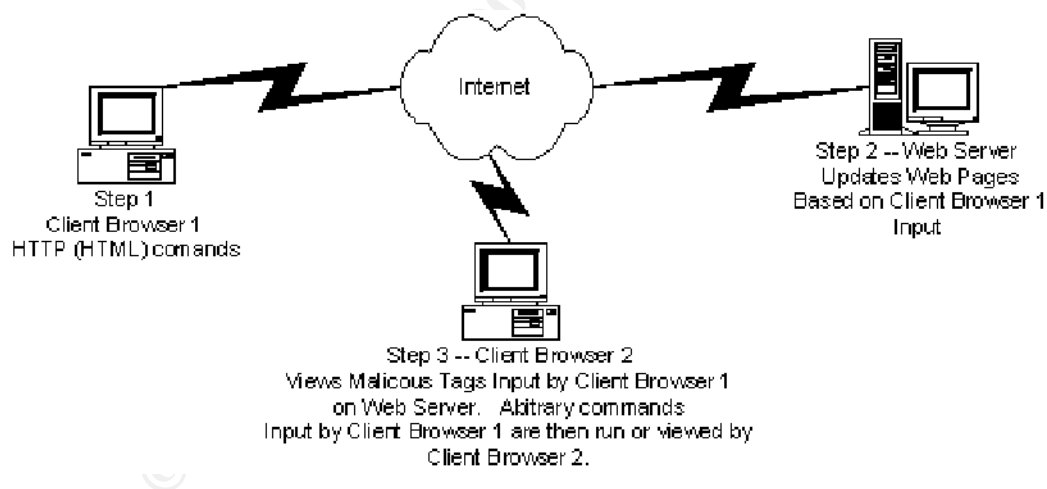 Internet
Step 1
Client Browser 1
HTTP (HTML) comands
Step 2 -- Web Server
Updates Web Pages
Based on Client Browser 1
Input
Step 3 -- Client Browser 2
Views Malicous Tags Input by Client Browser 1
on Web Server. Abitrary commands
Input by Client Browser 1 are then run or viewed by
Client Browser 2.